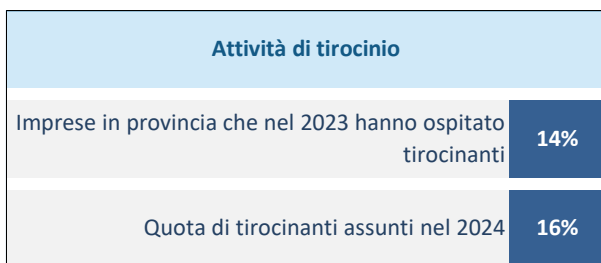 Attività di tirocinio
Imprese in provincia che nel 2023 hanno ospitato
tirocinanti
14%
Quota di tirocinanti assunti nel 2024
16%